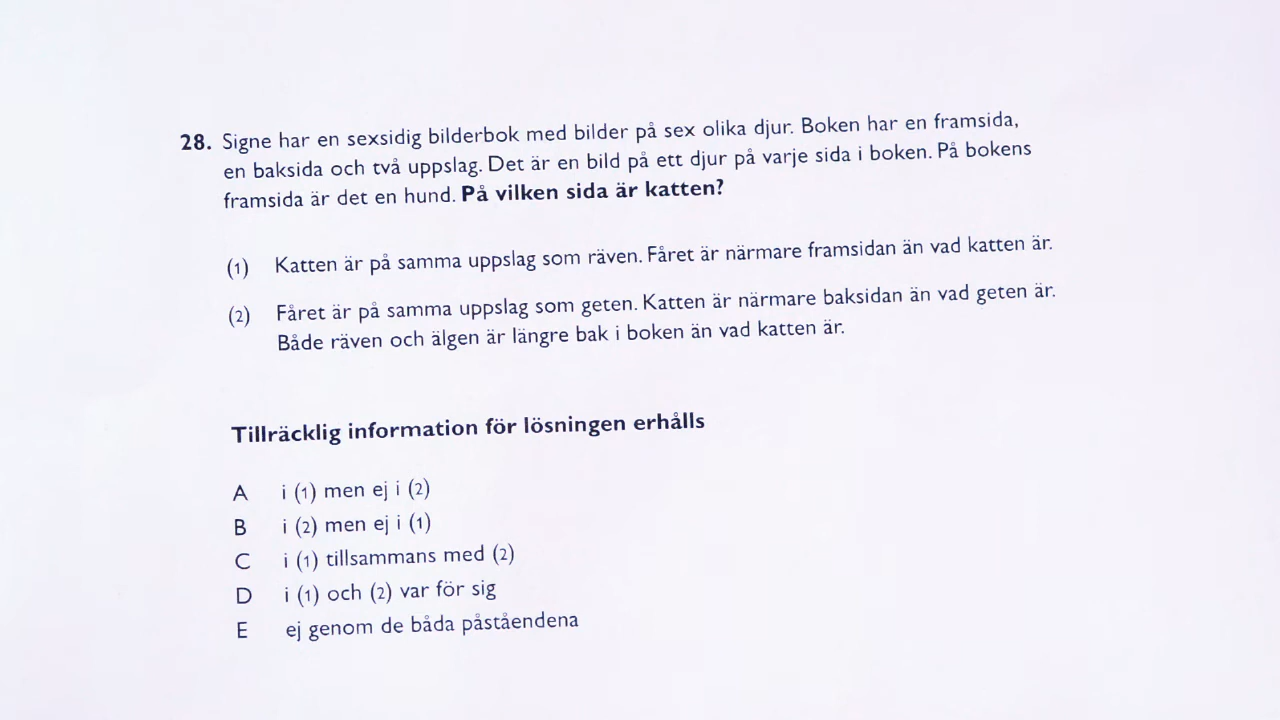 28. Signe har en sexsidig bilderbok med bilder på sex olika djur. Boken har en framsida,
en baksida och två uppslag. Det är en bild på ett djur på varje sida i boken. På bokens
framsida är det en hund. På vilken sida är katten?
(1) Katten är på samma uppslag som räven. Fåret är närmare framsidan än vad katten är.
(2) Fåret är på samma uppslag som geten. Katten är närmare baksidan än vad geten är.
Både räven och älgen är längre bak i boken än vad katten är.
Tillräcklig information för lösningen erhålls
A i (1) men ej i (2)
B i (2) men ej i (1)
C i (1) tillsammans med (2)
D i (1) och (2) var för sig
E ej genom de båda påståendena